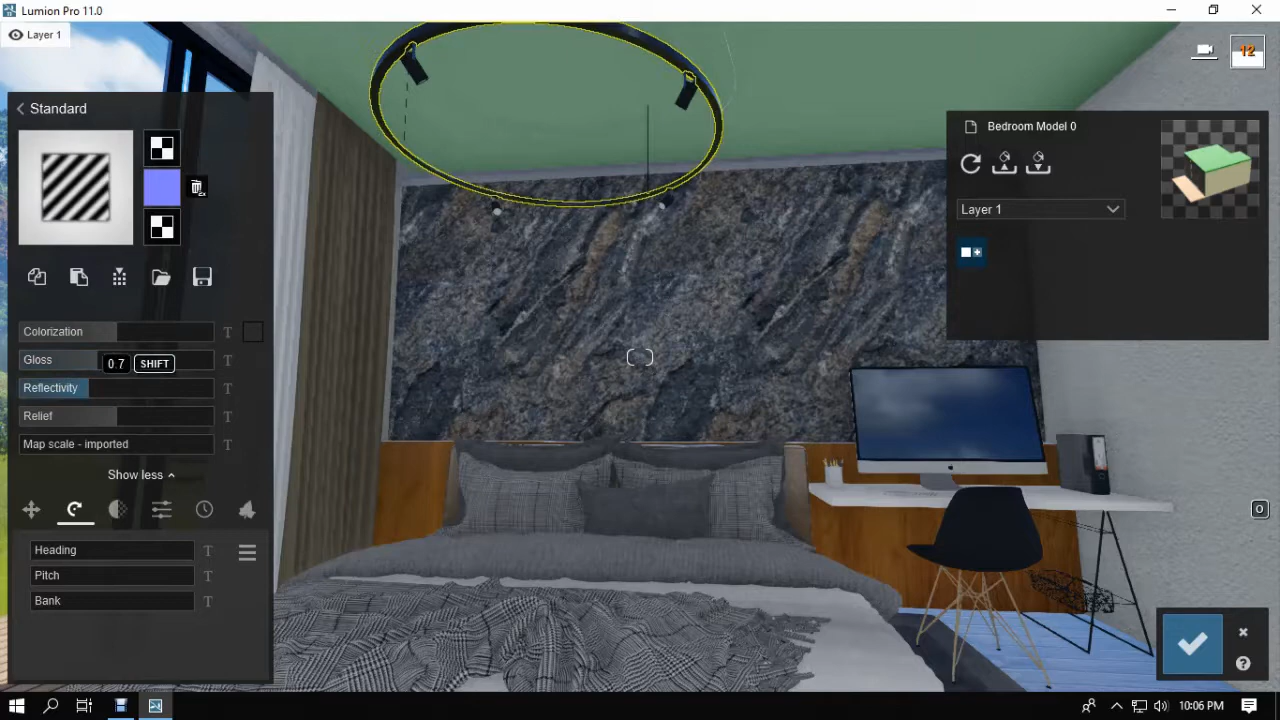 Lumion Pro 11.0
Layer 1
12
Standard
Bedroom Model 0
Layer 1
Colorization
T
Gloss
0.7
SHIFT
T
Reflectivity
T
Relief
T
Map scale - imported
T
Show less
Heading
T
Pitch
T
Bank
T
O
?
10:06 PM